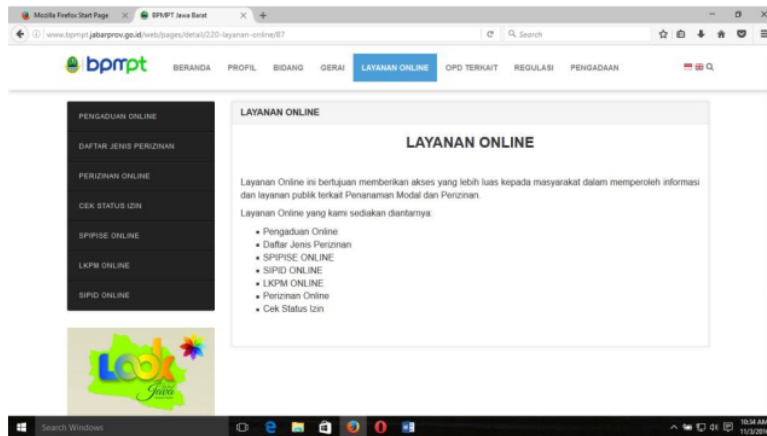 Mozilla Firefox Start Page
BPMPT Jawa Barat
www.bpmpt.jabarprov.go.id/web/pages/detail/220-layanan-online/87
Search
bpmpt
BERANDA PROFIL BIDANG GERAI LAYANAN ONLINE OPD TERKAIT REGULASI PENGADAAN
PENGADUAN ONLINE
DAFTAR JENIS PERIZINAN
PERIZINAN ONLINE
CEK STATUS IZIN
SPIPISE ONLINE
LKPM ONLINE
SIPID ONLINE
LAYANAN ONLINE
LAYANAN ONLINE
Layanan Online ini bertujuan memberikan akses yang lebih luas kepada masyarakat dalam memperoleh informasi
dan layanan publik terkait Penanaman Modal dan Perizinan.
Layanan Online yang kami sediakan diantarnya:
Pengaduan Online
Daftar Jenis Perizinan
SPIPISE ONLINE
SIPID ONLINE
LKPM ONLINE
Perizinan Online
Cek Status Izin
LOOK
Java
Search Windows
10:54 AM